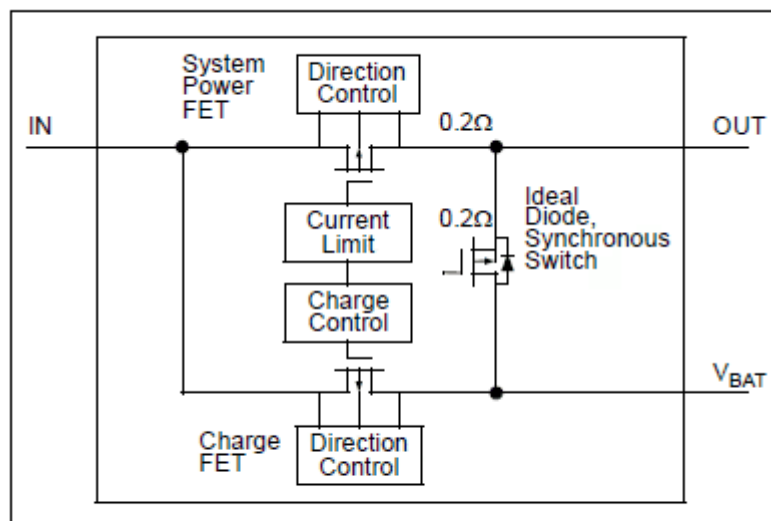 System
Power
FET
Direction
Control
IN
0.2Ω
OUT
Current
Limit
0.2Ω
Ideal
Diode,
Synchronous
Switch
Charge
Control
VBAT
Charge
FET
Direction
Control